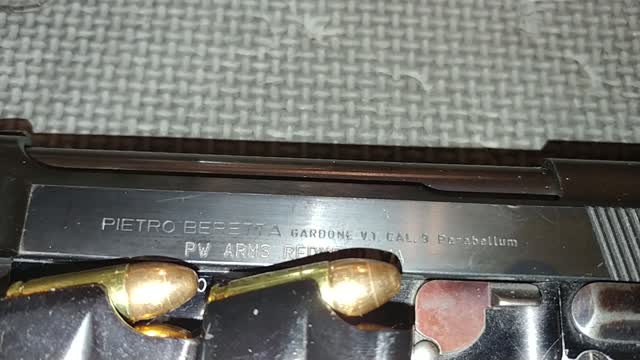 PIETRO BERETTA GARDONE V.T. CAL. 9 Parabellum
PW ARMS